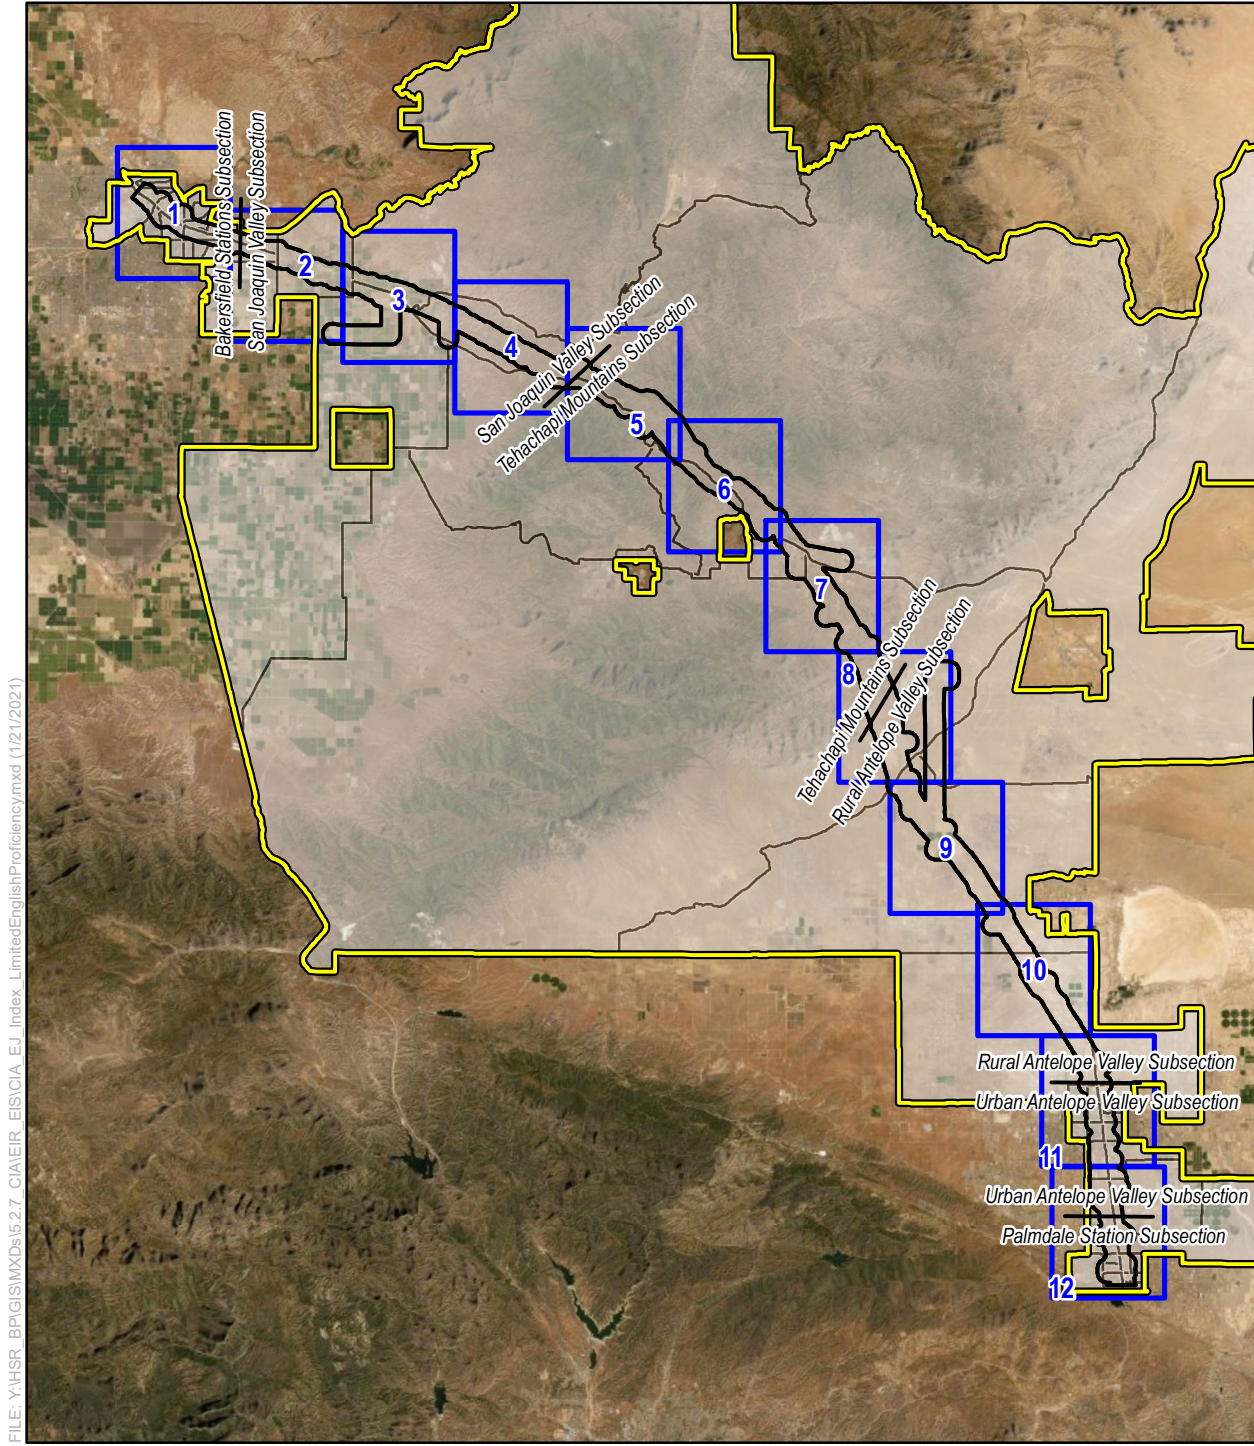 1
Bakersfield Stations Subsection
San Joaquin Valley Subsection
2
3
4
San Joaquin Valley Subsection
Tehachapi Mountains Subsection
5
6
7
8
Tehachapi Mountains Subsection
Rural Antelope Valley Subsection
9
10
Rural Antelope Valley Subsection
Urban Antelope Valley Subsection
11
Urban Antelope Valley Subsection
Palmdale Station Subsection
12
FILE: Y:\HSR_BP\GIS\MXDs\5.2.7_CIA\EIR_EIS\CIA_EJ_Index_LimitedEnglishProficiency.mxd (1/21/2021)